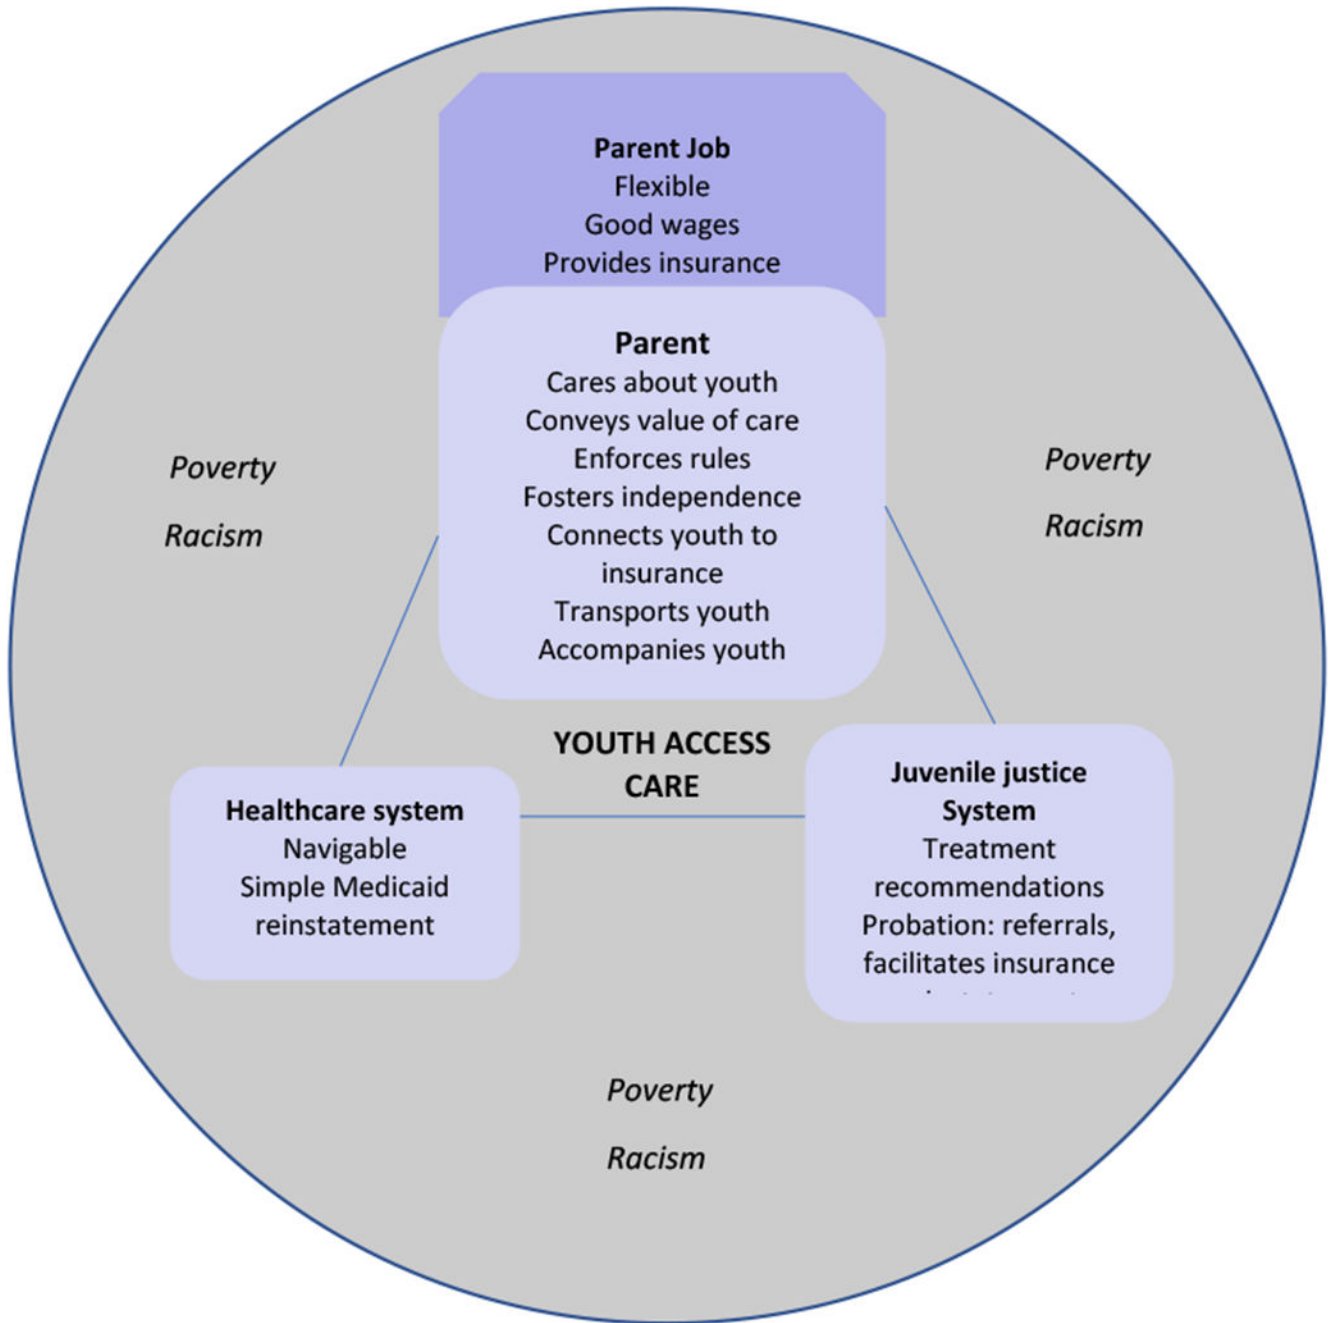 Parent Job
Flexible
Good wages
Provides insurance
Parent
Cares about youth
Conveys value of care
Enforces rules
Fosters independence
Connects youth to
insurance
Transports youth
Accompanies youth
Poverty
Racism
Poverty
Racism
YOUTH ACCESS
CARE
Healthcare system
Navigable
Simple Medicaid
reinstatement
Juvenile justice
System
Treatment
recommendations
Probation: referrals,
facilitates insurance
Poverty
Racism